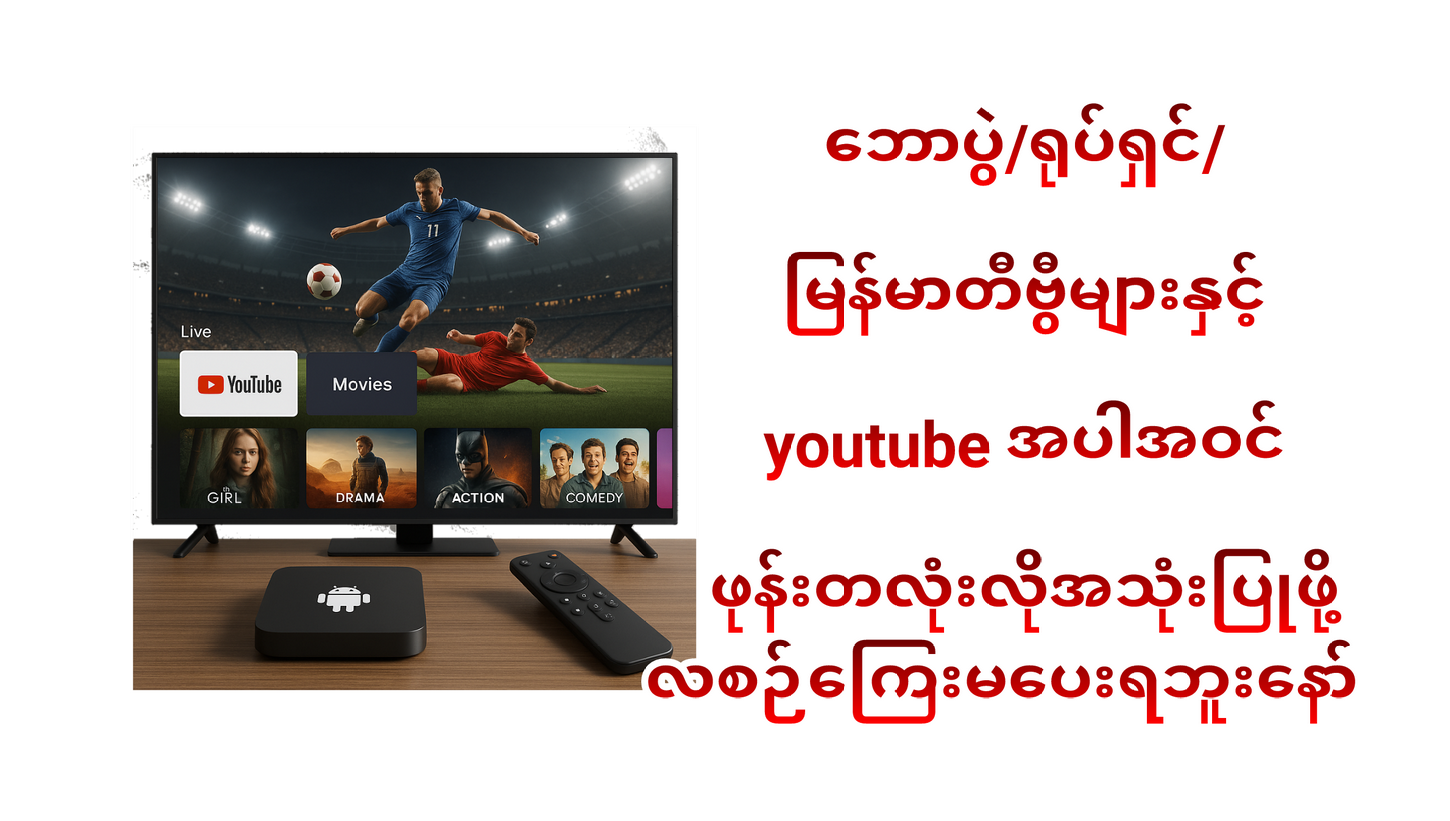 ဘောပွဲ/ရုပ်ရှင်/
မြန်မာတီဗွီများနှင့်
youtube အပါအဝင်
ဖုန်းတလုံးလိုအသုံးပြုဖို့
လစဉ်ကြေးမပေးရဘူးနော်
11
Live
YouTube
Movies
th
GIRL
DRAMA
ACTION
COMEDY